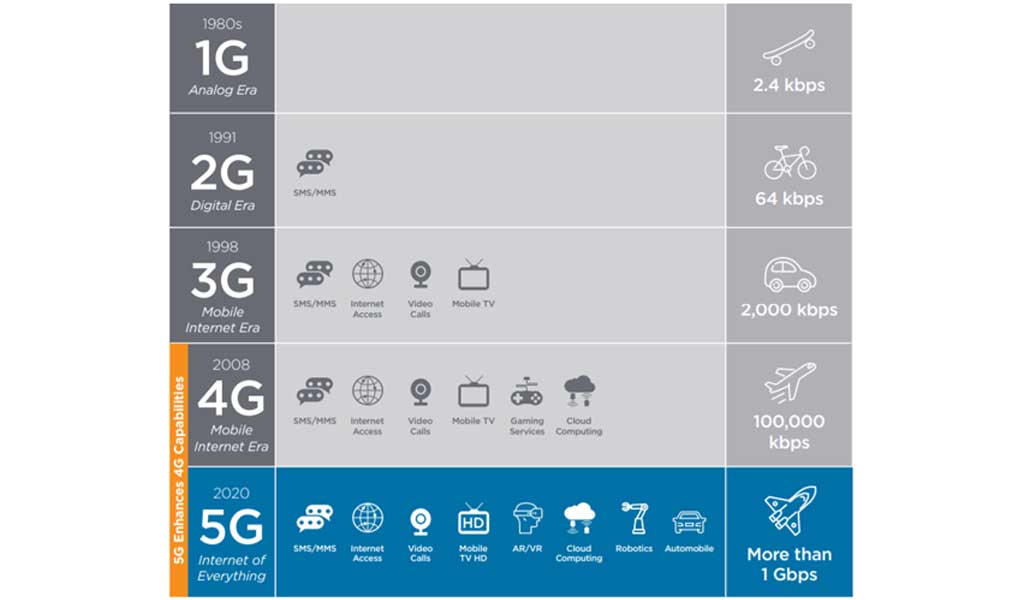 1980s
1G
Analog Era
2.4 kbps
1991
2G
Digital Era
SMS/MMS
64 kbps
1998
3G
Mobile
Internet Era
SMS/MMS
Internet
Access
Video
Calls
Mobile TV
2,000 kbps
5G Enhances 4G Capabilities
2008
4G
Mobile
Internet Era
SMS/MMS
Internet
Access
Video
Calls
Mobile TV
Gaming
Services
Cloud
Computing
100,000
kbps
2020
5G
Internet of
Everything
SMS/MMS
Internet
Access
Video
Calls
HD
Mobile
TV HD
AR/VR
Cloud
Computing
Robotics
Automobile
More than
1 Gbps